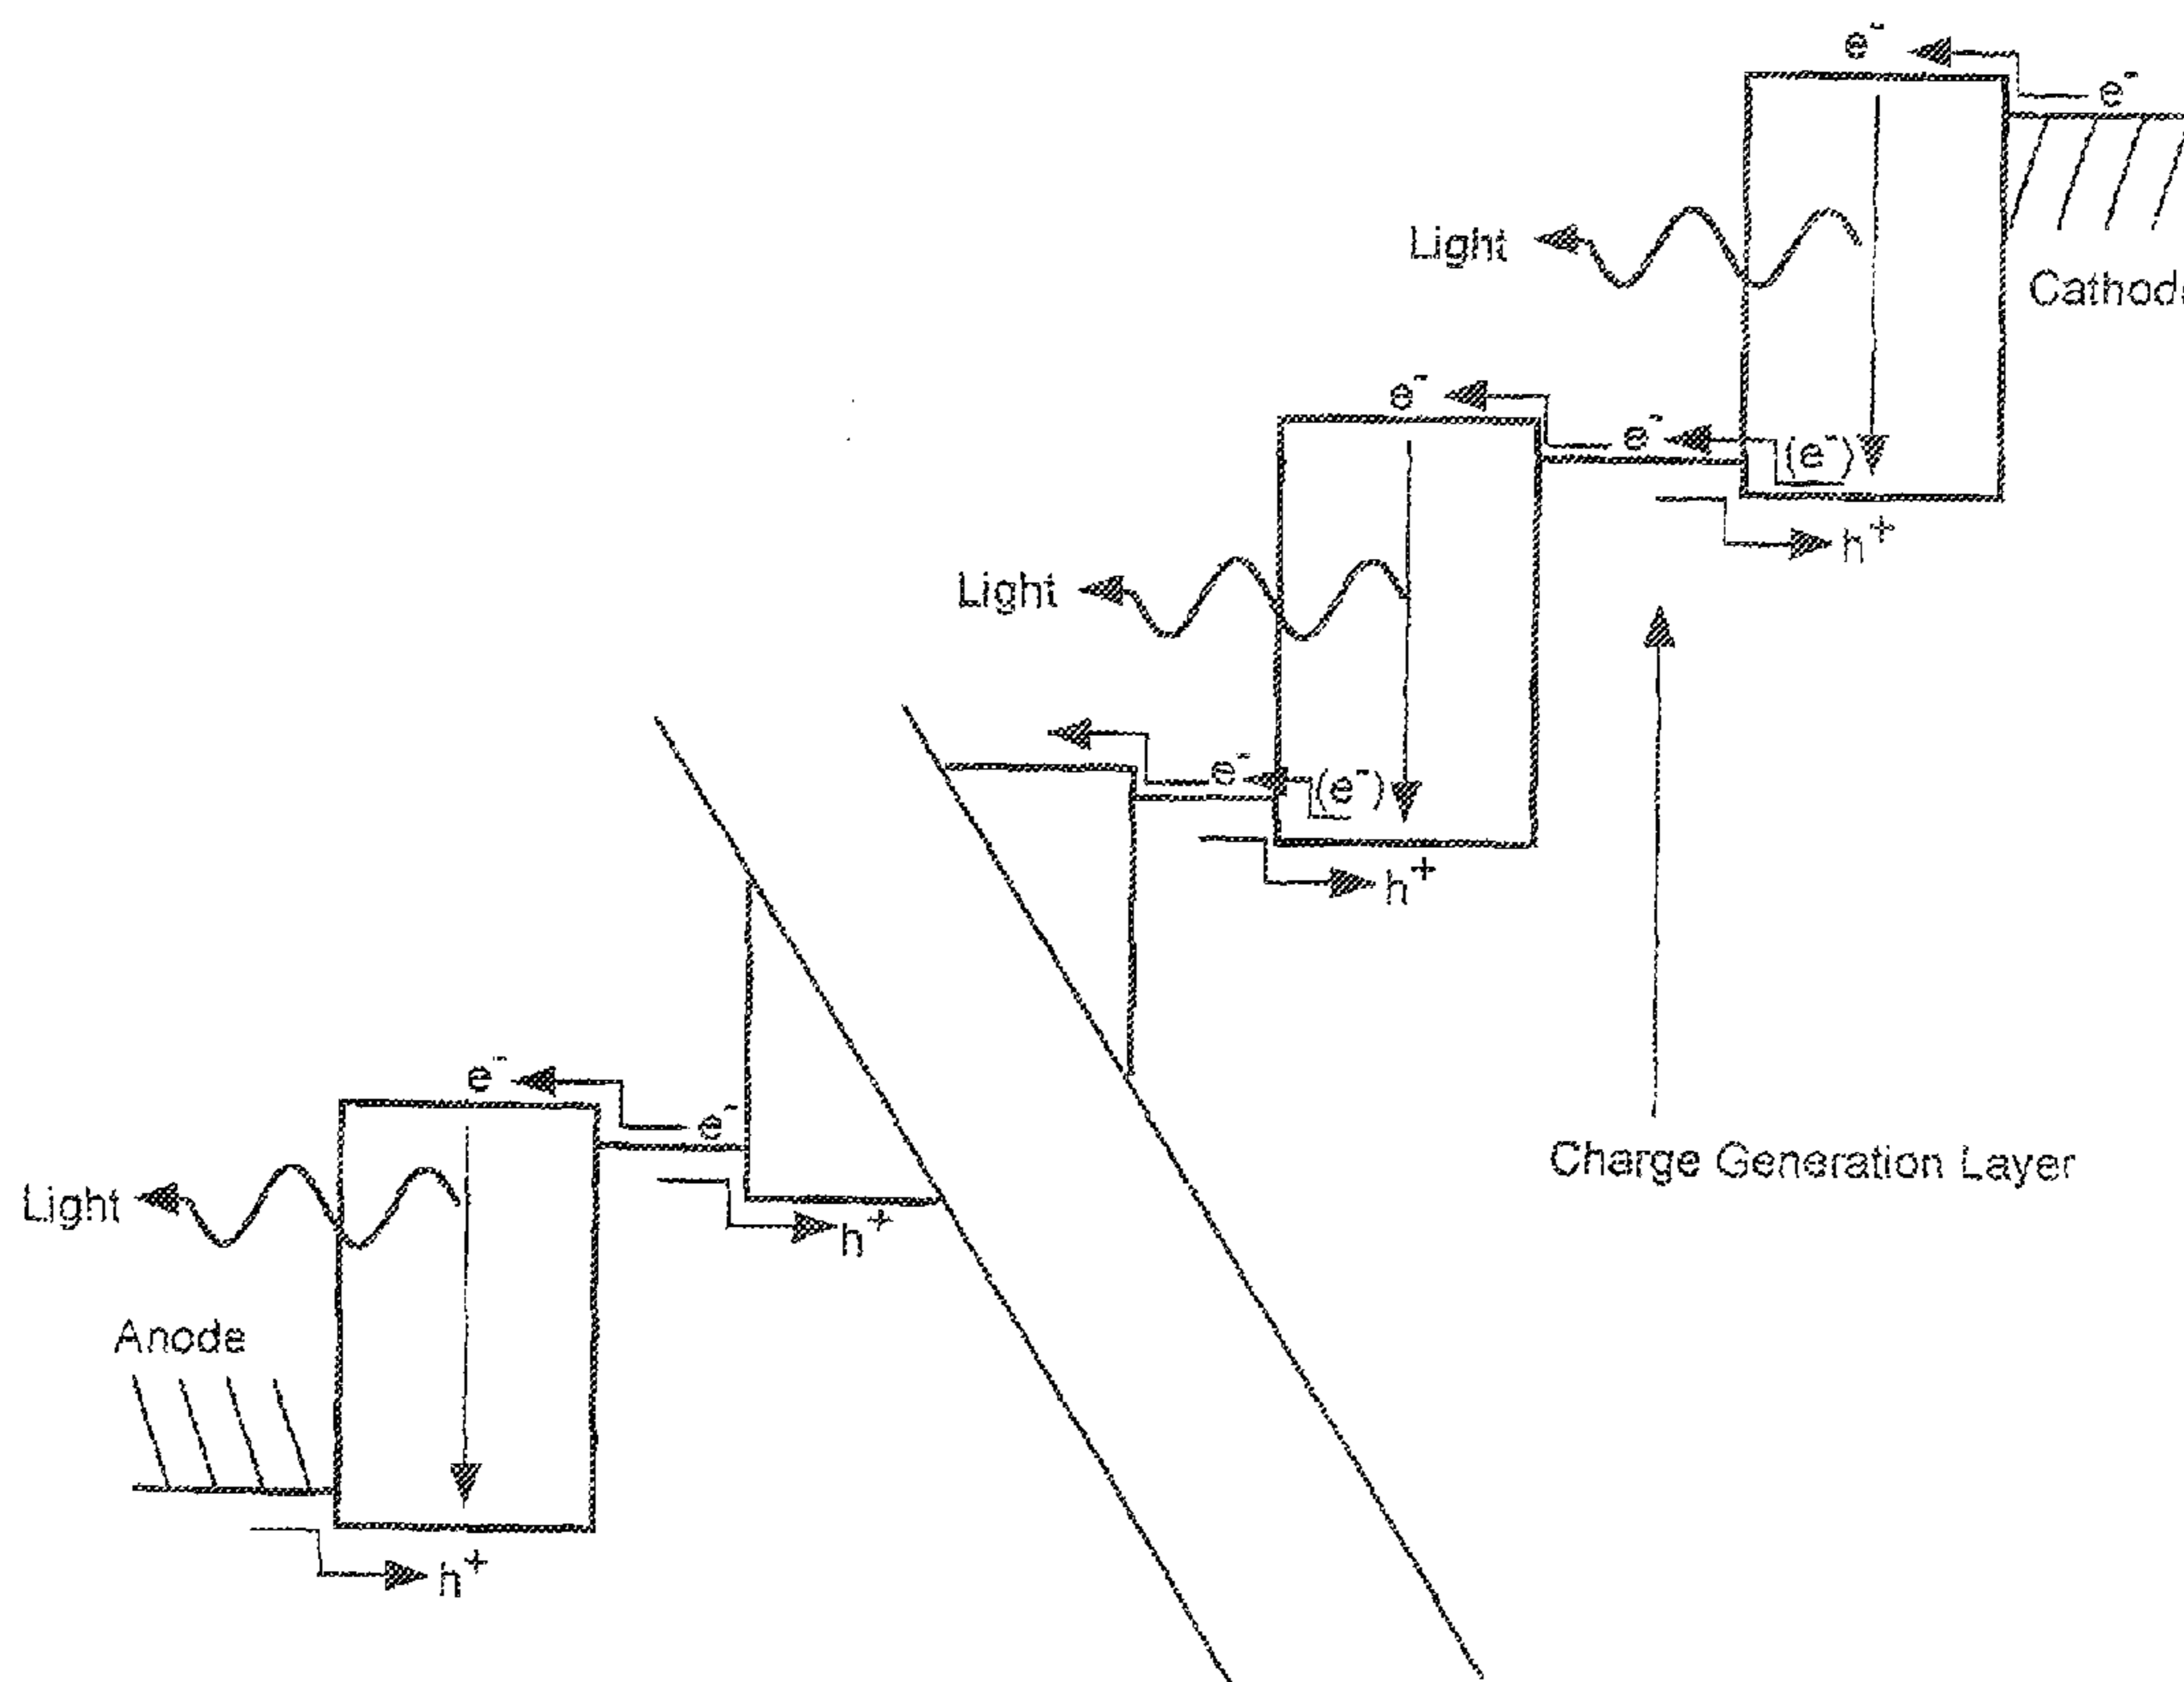 e⁻
e⁻
Light
Cathod
e⁻
e⁻
(e⁻)
h⁺
Light
e⁻
(e⁻)
h⁺
e⁻
e⁻
Charge Generation Layer
Light
h⁺
Anode
h⁺